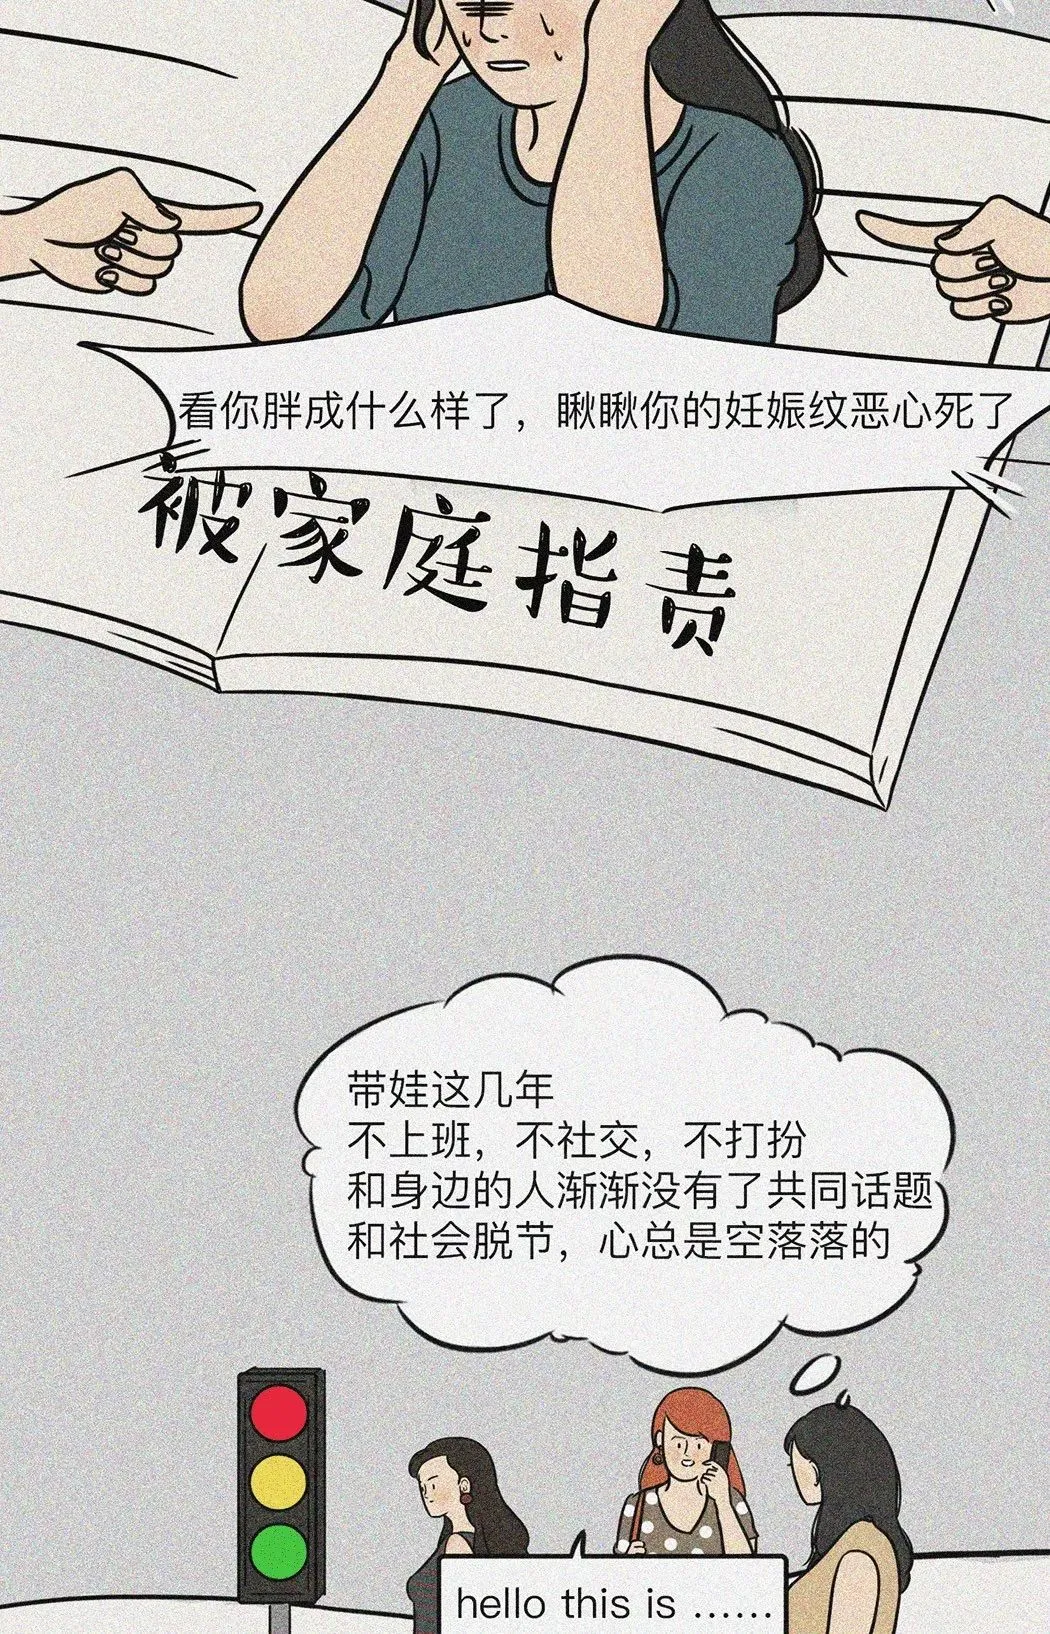 看你胖成什么样了，瞅瞅你的妊娠纹恶心死了
被家庭指责
带娃这几年
不上班，不社交，不打扮
和身边的人渐渐没有了共同话题
和社会脱节，心总是空落落的
hello this is ......